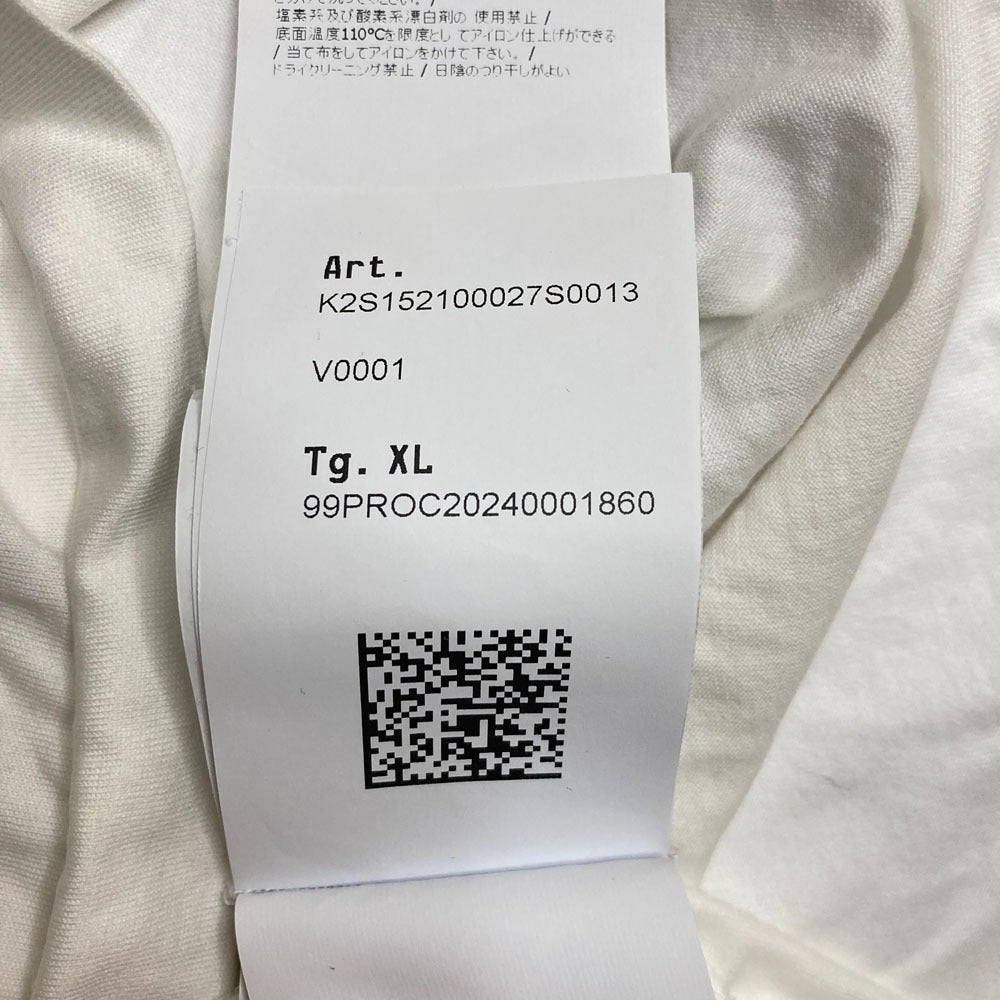 塩素系及び酸素系漂白剤の 使用禁止 /
底面温度110℃を限度とし てアイロン仕上げができる
/ 当て布をしてアイロンをかけて下さい。 /
ドライクリーニング禁止 / 日陰のつり干しがよい
Art.
K2S152100027S0013
V0001
Tg. XL
99PROC20240001860